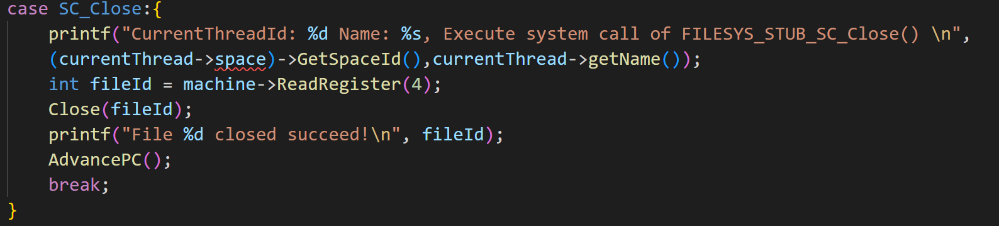 case SC_Close:{
    printf("CurrentThreadId: %d Name: %s, Execute system call of FILESYS_STUB_SC_Close() \n",
    (currentThread->space)->GetSpaceId(),currentThread->getName());
    int fileId = machine->ReadRegister(4);
    Close(fileId);
    printf("File %d closed succeed!\n", fileId);
    AdvancePC();
    break;
}